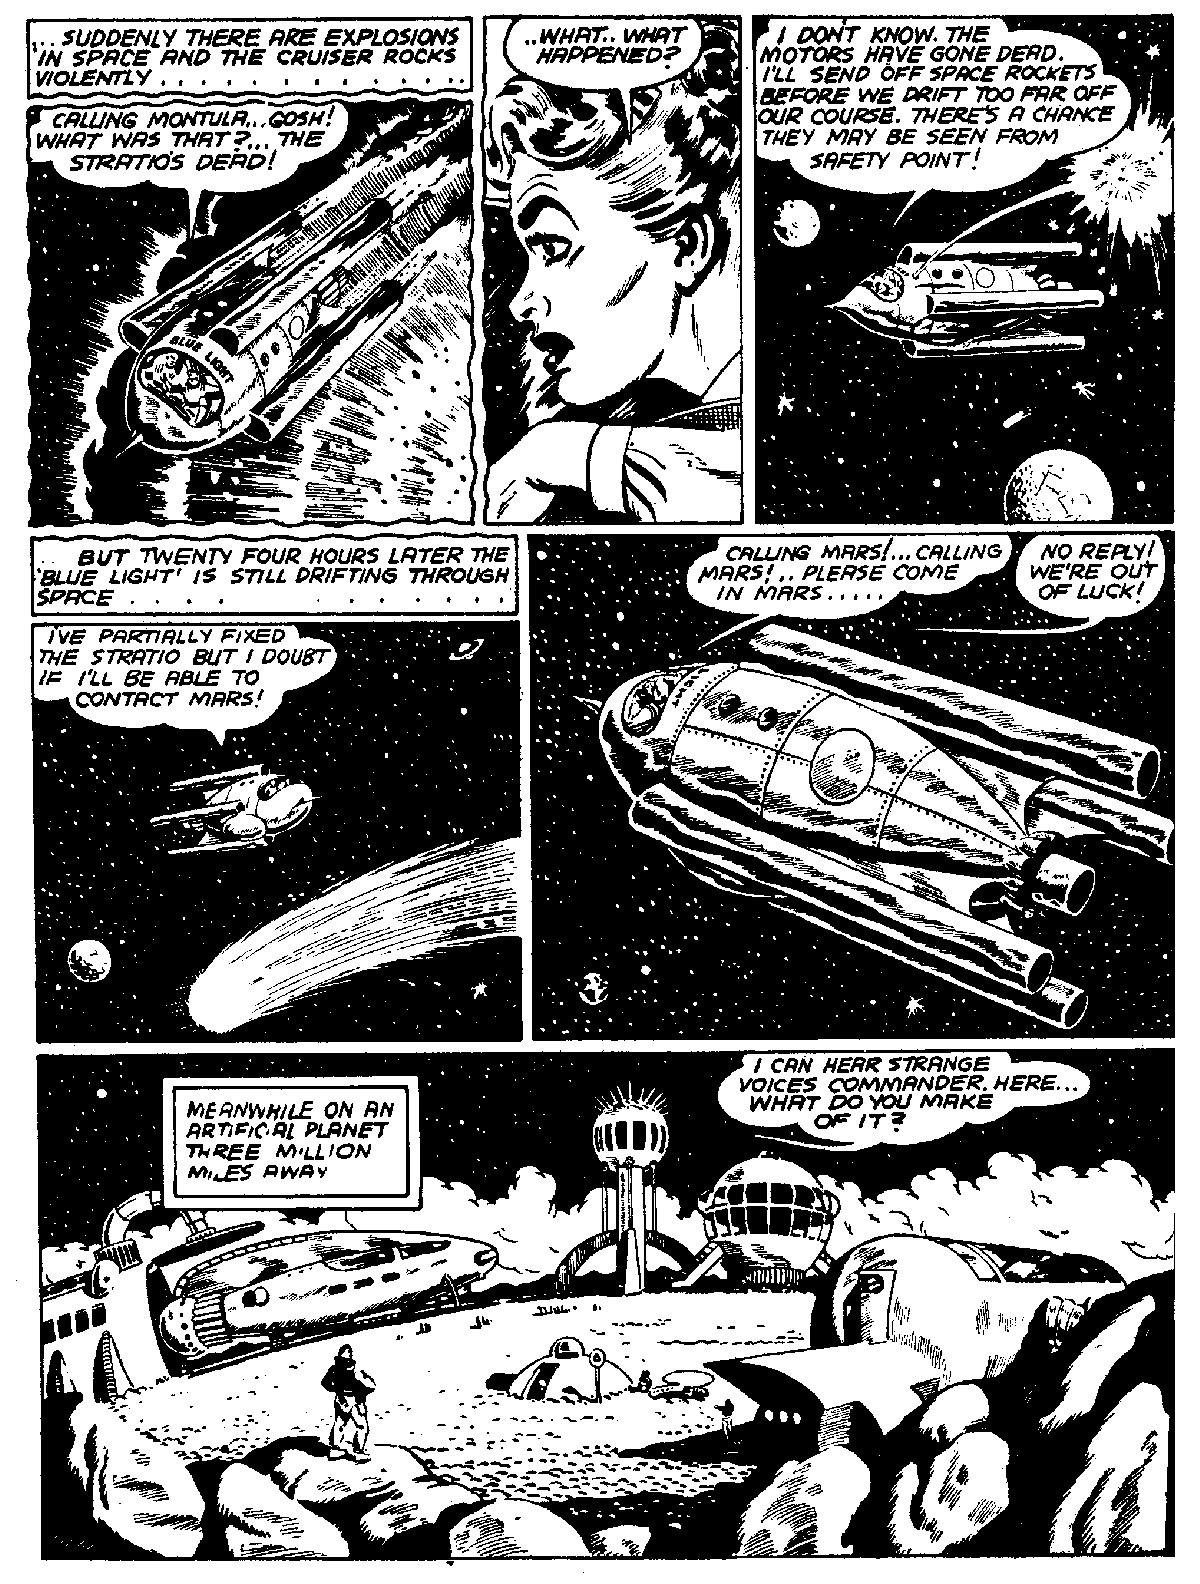 ... SUDDENLY THERE ARE EXPLOSIONS
IN SPACE AND THE CRUISER ROCKS
VIOLENTLY . . . . . . . . . . . . .
CALLING MONTULA...GOSH!
WHAT WAS THAT?... THE
STRATIO'S DEAD!
BLUE LIGHT
..WHAT.. WHAT
HAPPENED?
I DON'T KNOW. THE
MOTORS HAVE GONE DEAD.
I'LL SEND OFF SPACE ROCKETS
BEFORE WE DRIFT TOO FAR OFF
OUR COURSE. THERE'S A CHANCE
THEY MAY BE SEEN FROM
SAFETY POINT!
.. BUT TWENTY FOUR HOURS LATER THE
'BLUE LIGHT' IS STILL DRIFTING THROUGH
SPACE . . . . . . . . . . . .
I'VE PARTIALLY FIXED
THE STRATIO BUT I DOUBT
IF I'LL BE ABLE TO
CONTACT MARS!
CALLING MARS!... CALLING
MARS!.. PLEASE COME
IN MARS.....
NO REPLY!
WE'RE OUT
OF LUCK!
MEANWHILE ON AN
ARTIFICIAL PLANET
THREE MILLION
MILES AWAY
I CAN HEAR STRANGE
VOICES COMMANDER. HERE...
WHAT DO YOU MAKE
OF IT?